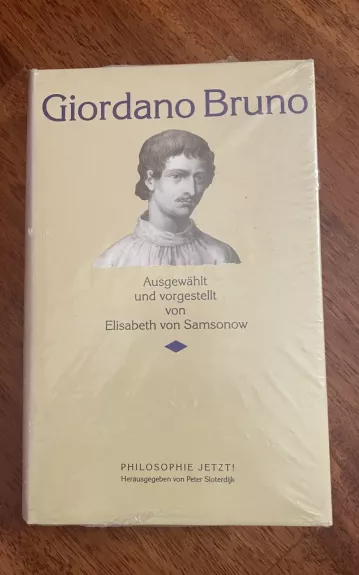 Giordano Bruno
Ausgewählt
und vorgestellt
von
Elisabeth von Samsonow
PHILOSOPHIE JETZT!
Herausgegeben von Peter Sloterdijk